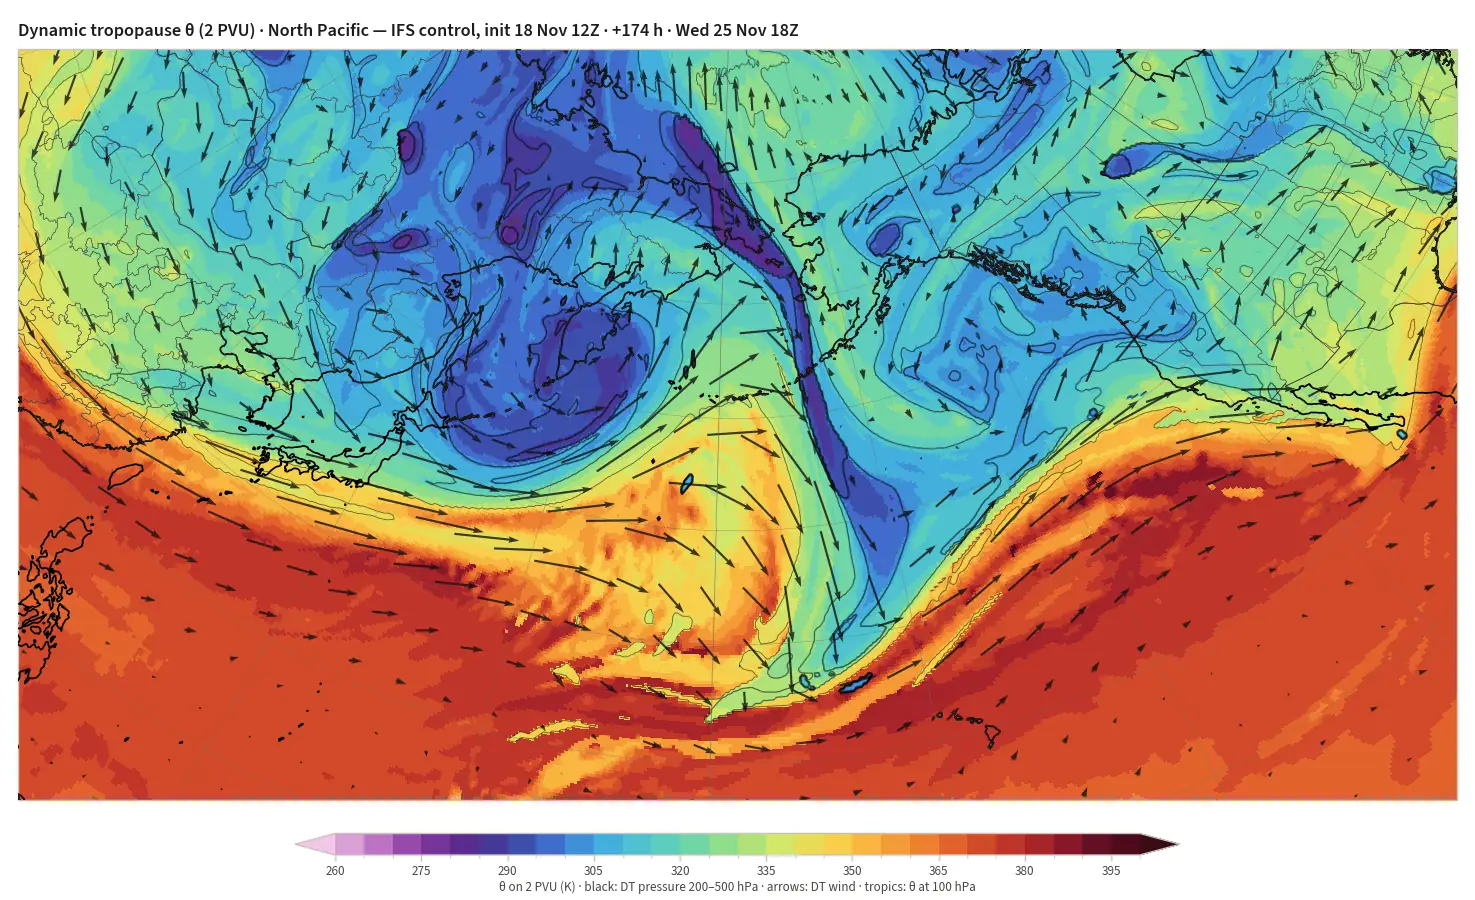 Dynamic tropopause θ (2 PVU) · North Pacific — IFS control, init 18 Nov 12Z · +174 h · Wed 25 Nov 18Z
260 275 290 305 320 335 350 365 380 395
θ on 2 PVU (K) · black: DT pressure 200–500 hPa · arrows: DT wind · tropics: θ at 100 hPa